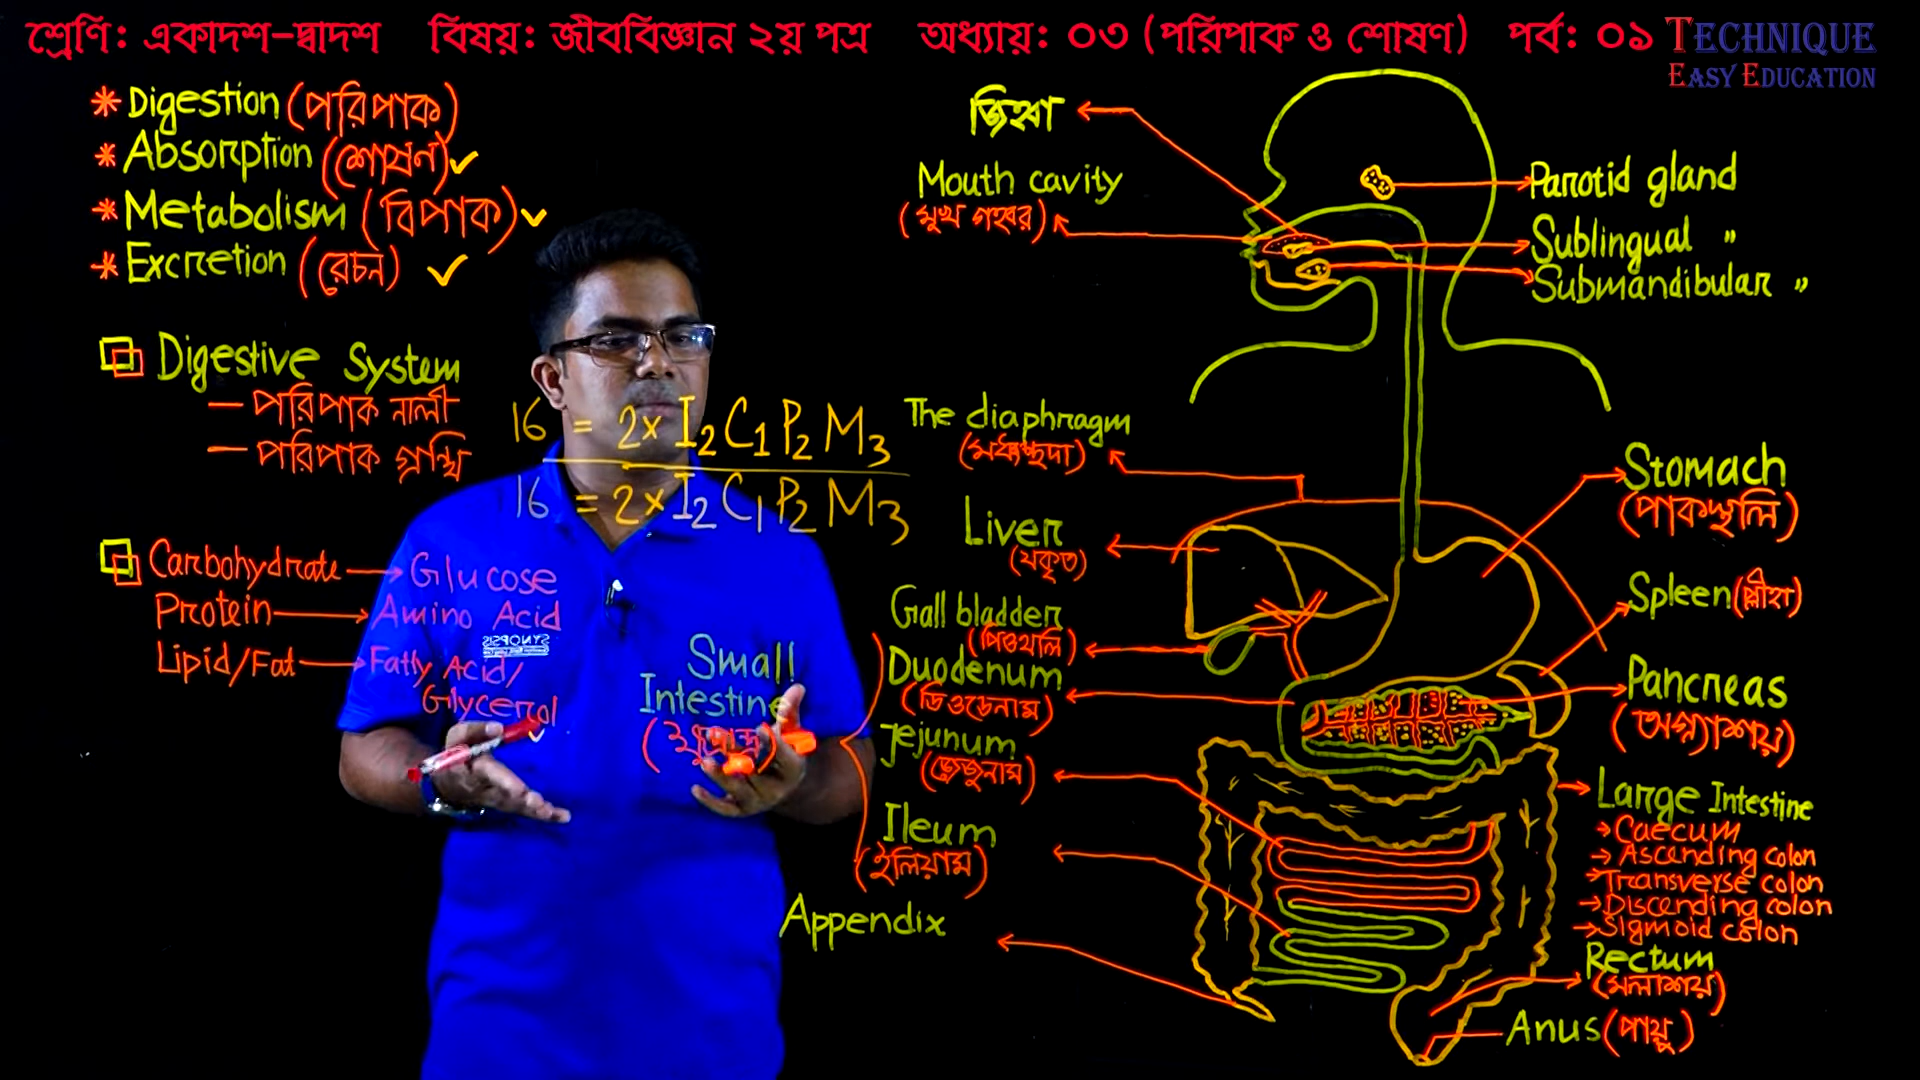 শ্রেণি: একাদশ-দ্বাদশ বিষয়: জীববিজ্ঞান ২য় পত্র অধ্যায়: ০৩ (পরিপাক ও শোষণ) পর্ব: ০১
TECHNIQUE
EASY EDUCATION
* Digestion (পরিপাক)
* Absorption (শোষন) ✓
* Metabolism (বিপাক) ✓
* Excretion (রেচন) ✓
Digestive System
— পরিপাক নালী
— পরিপাক গ্রন্থি
16 = 2x I₂ C₁ P₂ M₃
16 = 2x I₂ C₁ P₂ M₃
Carbohydrate → Glucose
Protein → Amino Acid
Lipid/Fat → Fatty Acid/
Glycerol
SYNOPSIS
Small
Intestine
জিহ্বা
Mouth cavity
(মুখ গহ্বর)
Parotid gland
Sublingual "
Submandibular "
The diaphragm
(মধ্যচ্ছদা)
Liver
(যকৃত)
Gall bladder
(পিত্তথলি)
Duodenum
(ডিওডেনাম)
Jejunum
(জেজুনাম)
Ileum
(ইলিয়াম)
Appendix
Stomach
(পাকস্থলি)
Spleen (প্লীহা)
Pancreas
(অগ্ন্যাশয়)
Large Intestine
→ Caecum
→ Ascending colon
→ Transverse colon
→ Discending colon
→ Sigmoid colon
Rectum
(মলাশয়)
Anus (পায়ু)